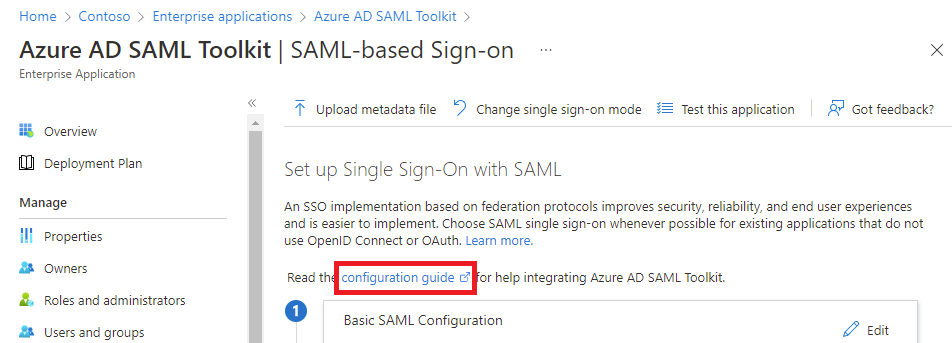 Home > Contoso > Enterprise applications > Azure AD SAML Toolkit >
Azure AD SAML Toolkit | SAML-based Sign-on ...
Enterprise Application
Upload metadata file Change single sign-on mode Test this application Got feedback?
Overview
Deployment Plan
Manage
Properties
Owners
Roles and administrators
Users and groups
Set up Single Sign-On with SAML
An SSO implementation based on federation protocols improves security, reliability, and end user experiences
and is easier to implement. Choose SAML single sign-on whenever possible for existing applications that do not
use OpenID Connect or OAuth. Learn more.
Read the configuration guide for help integrating Azure AD SAML Toolkit.
1
Basic SAML Configuration
Edit